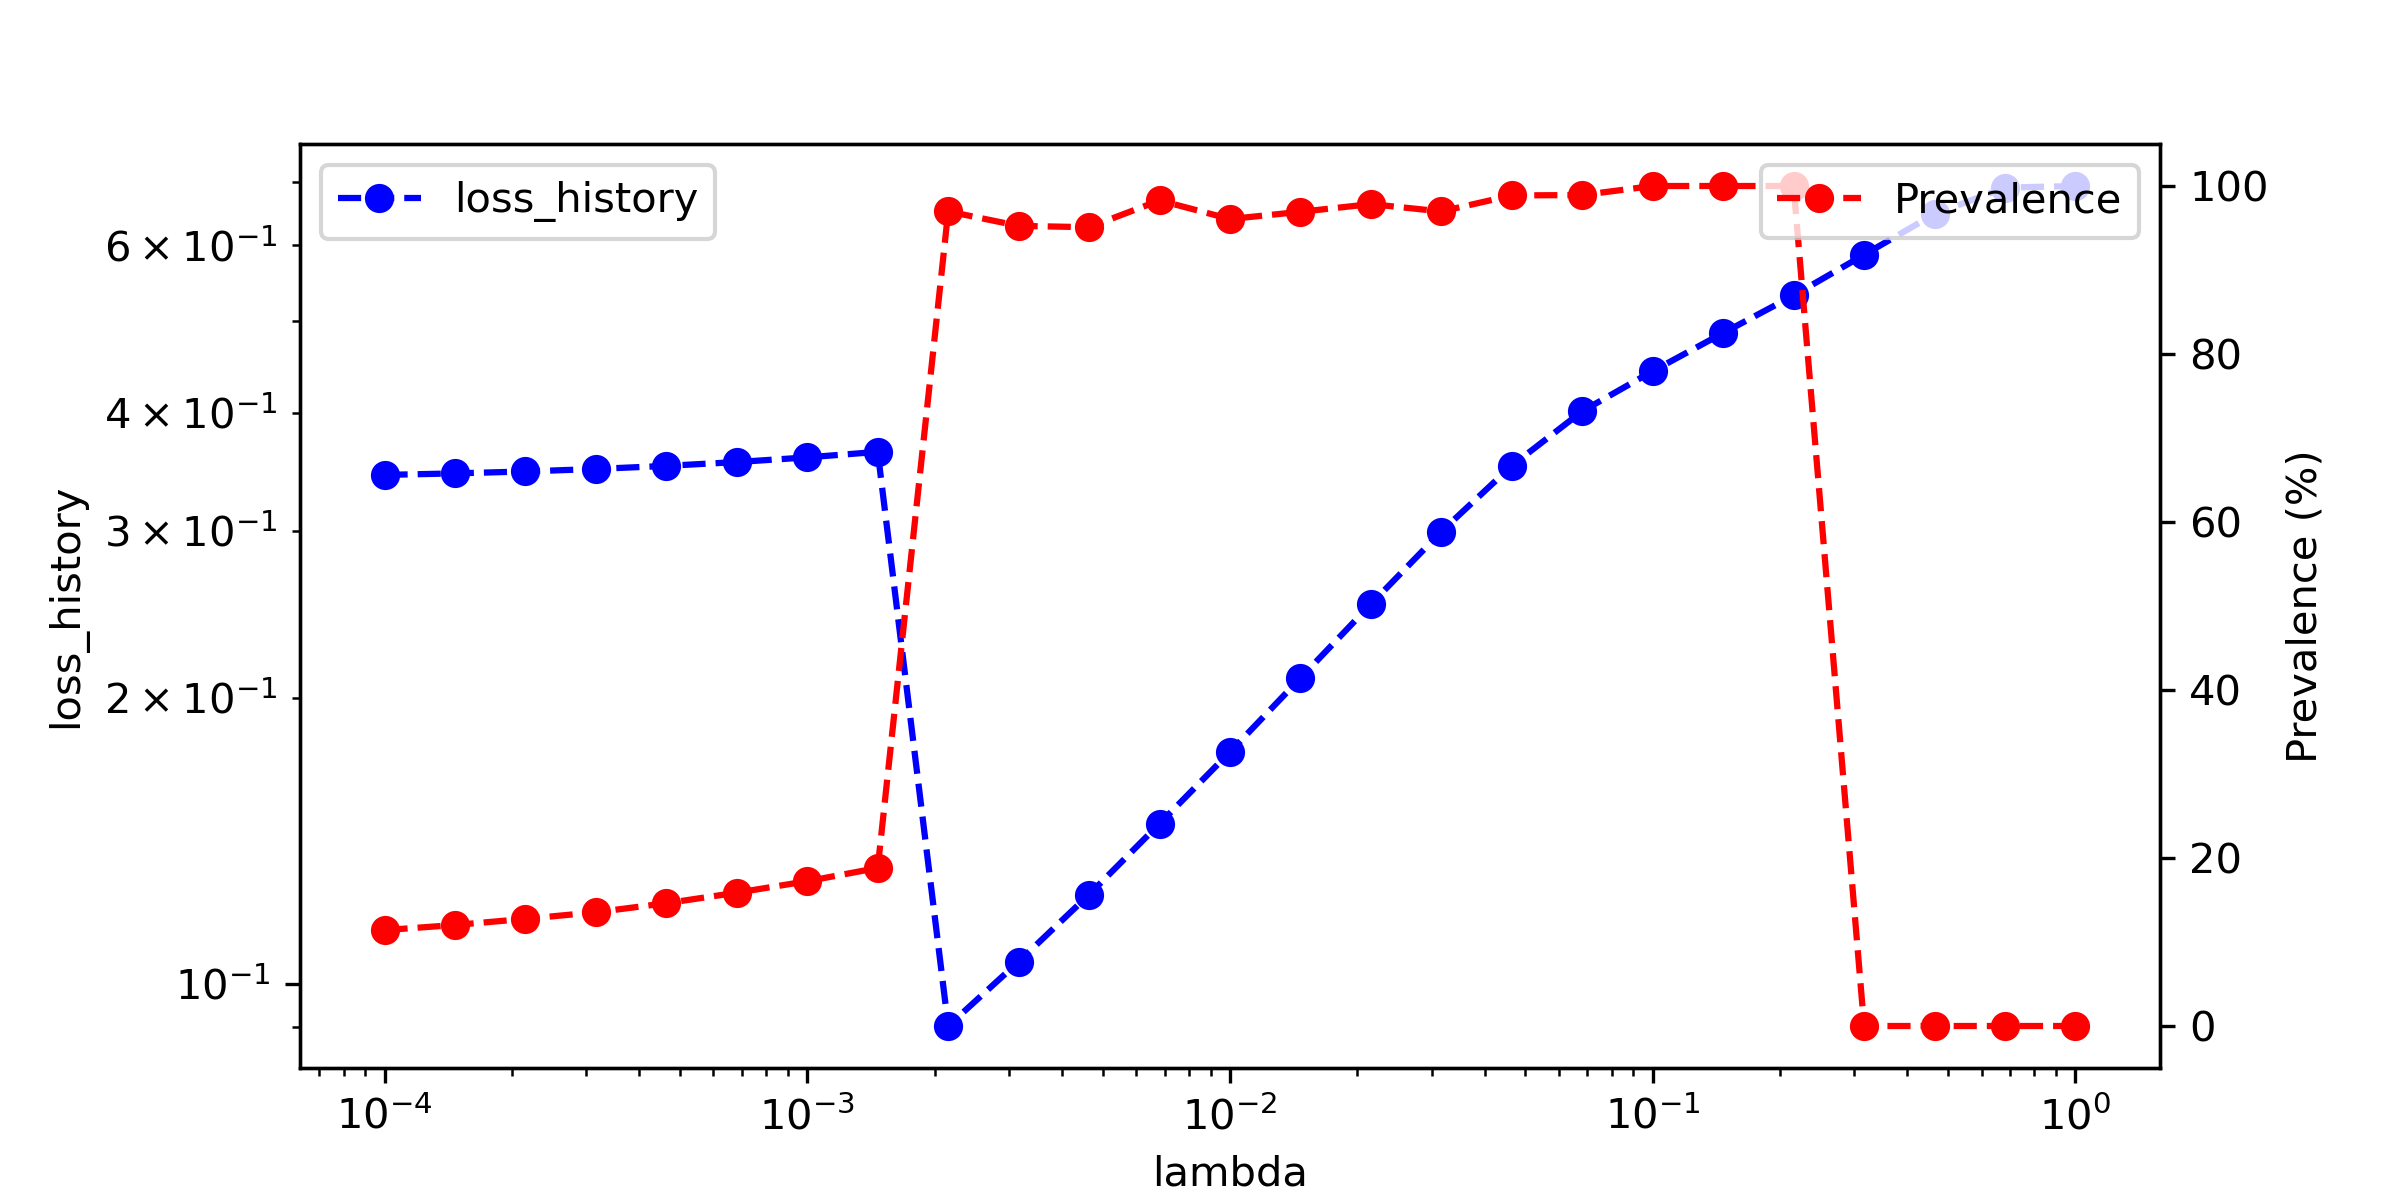 loss_history
Prevalence
6 × 10⁻¹
4 × 10⁻¹
3 × 10⁻¹
2 × 10⁻¹
10⁻¹
loss_history
100
80
60
40
20
0
Prevalence (%)
10⁻⁴ 10⁻³ 10⁻² 10⁻¹ 10⁰
lambda